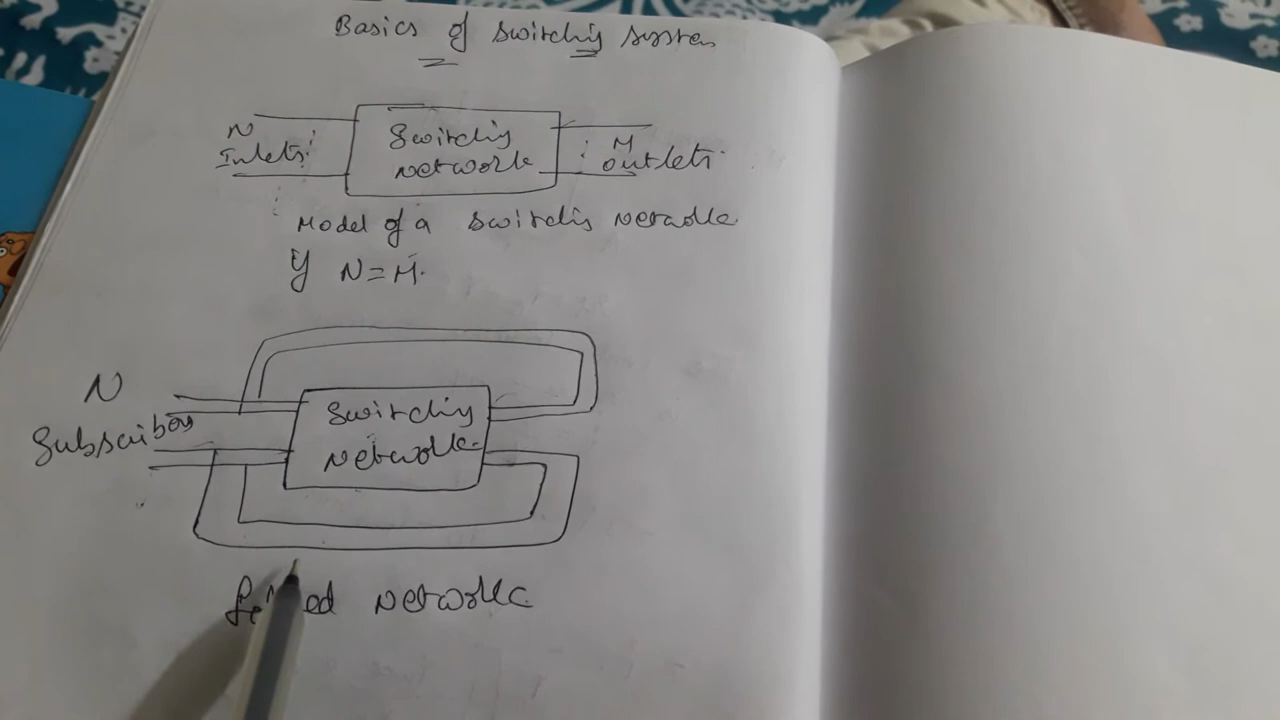 Basics of Switching System
N
Inlets
Switching
network
M
outlets
Model of a Switching network
If N=M.
N
Subscribers
Switching
Network
network